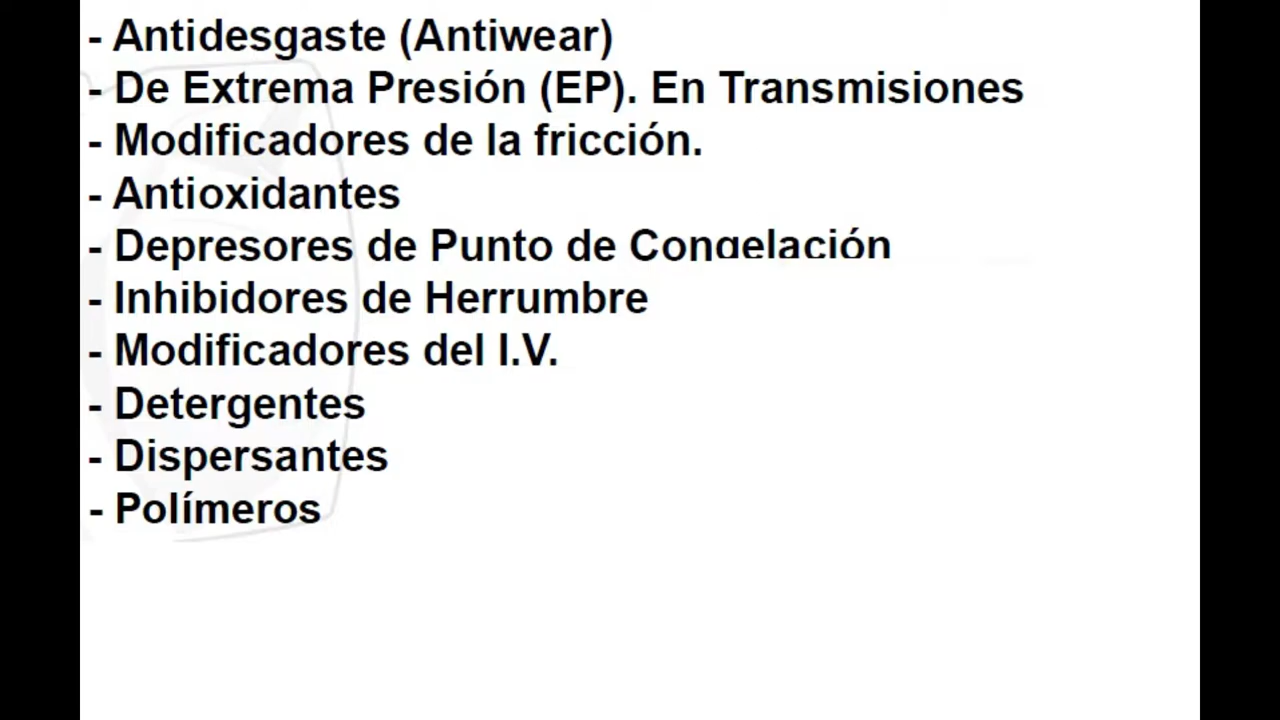 - Antidesgaste (Antiwear)
- De Extrema Presión (EP). En Transmisiones
- Modificadores de la fricción.
- Antioxidantes
- Depresores de Punto de Congelación
- Inhibidores de Herrumbre
- Modificadores del I.V.
- Detergentes
- Dispersantes
- Polímeros